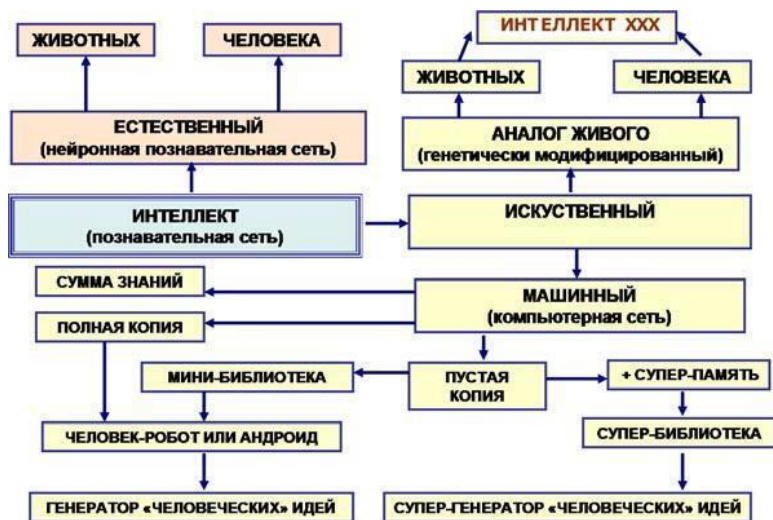 ИНТЕЛЛЕКТ XXX
ЖИВОТНЫХ
ЧЕЛОВЕКА
ЖИВОТНЫХ
ЧЕЛОВЕКА
ЕСТЕСТВЕННЫЙ
(нейронная познавательная сеть)
АНАЛОГ ЖИВОГО
(генетически модифицированный)
ИНТЕЛЛЕКТ
(познавательная сеть)
ИСКУСТВЕННЫЙ
СУММА ЗНАНИЙ
МАШИННЫЙ
(компьютерная сеть)
ПОЛНАЯ КОПИЯ
МИНИ-БИБЛИОТЕКА
ПУСТАЯ
КОПИЯ
+ СУПЕР-ПАМЯТЬ
ЧЕЛОВЕК-РОБОТ ИЛИ АНДРОИД
СУПЕР-БИБЛИОТЕКА
ГЕНЕРАТОР «ЧЕЛОВЕЧЕСКИХ» ИДЕЙ
СУПЕР-ГЕНЕРАТОР «ЧЕЛОВЕЧЕСКИХ» ИДЕЙ